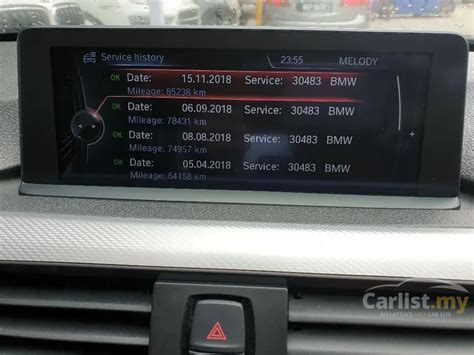 Service history 23:55 MELODY
OK Date: 15.11.2018 Service: 30483 BMW
Mileage: 85238 km
OK Date: 06.09.2018 Service: 30483 BMW
Mileage: 78431 km
OK Date: 08.08.2018 Service: 30483 BMW
Mileage: 74957 km
OK Date: 05.04.2018 Service: 30483 BMW
Mileage: 64158 km
Carlist.my